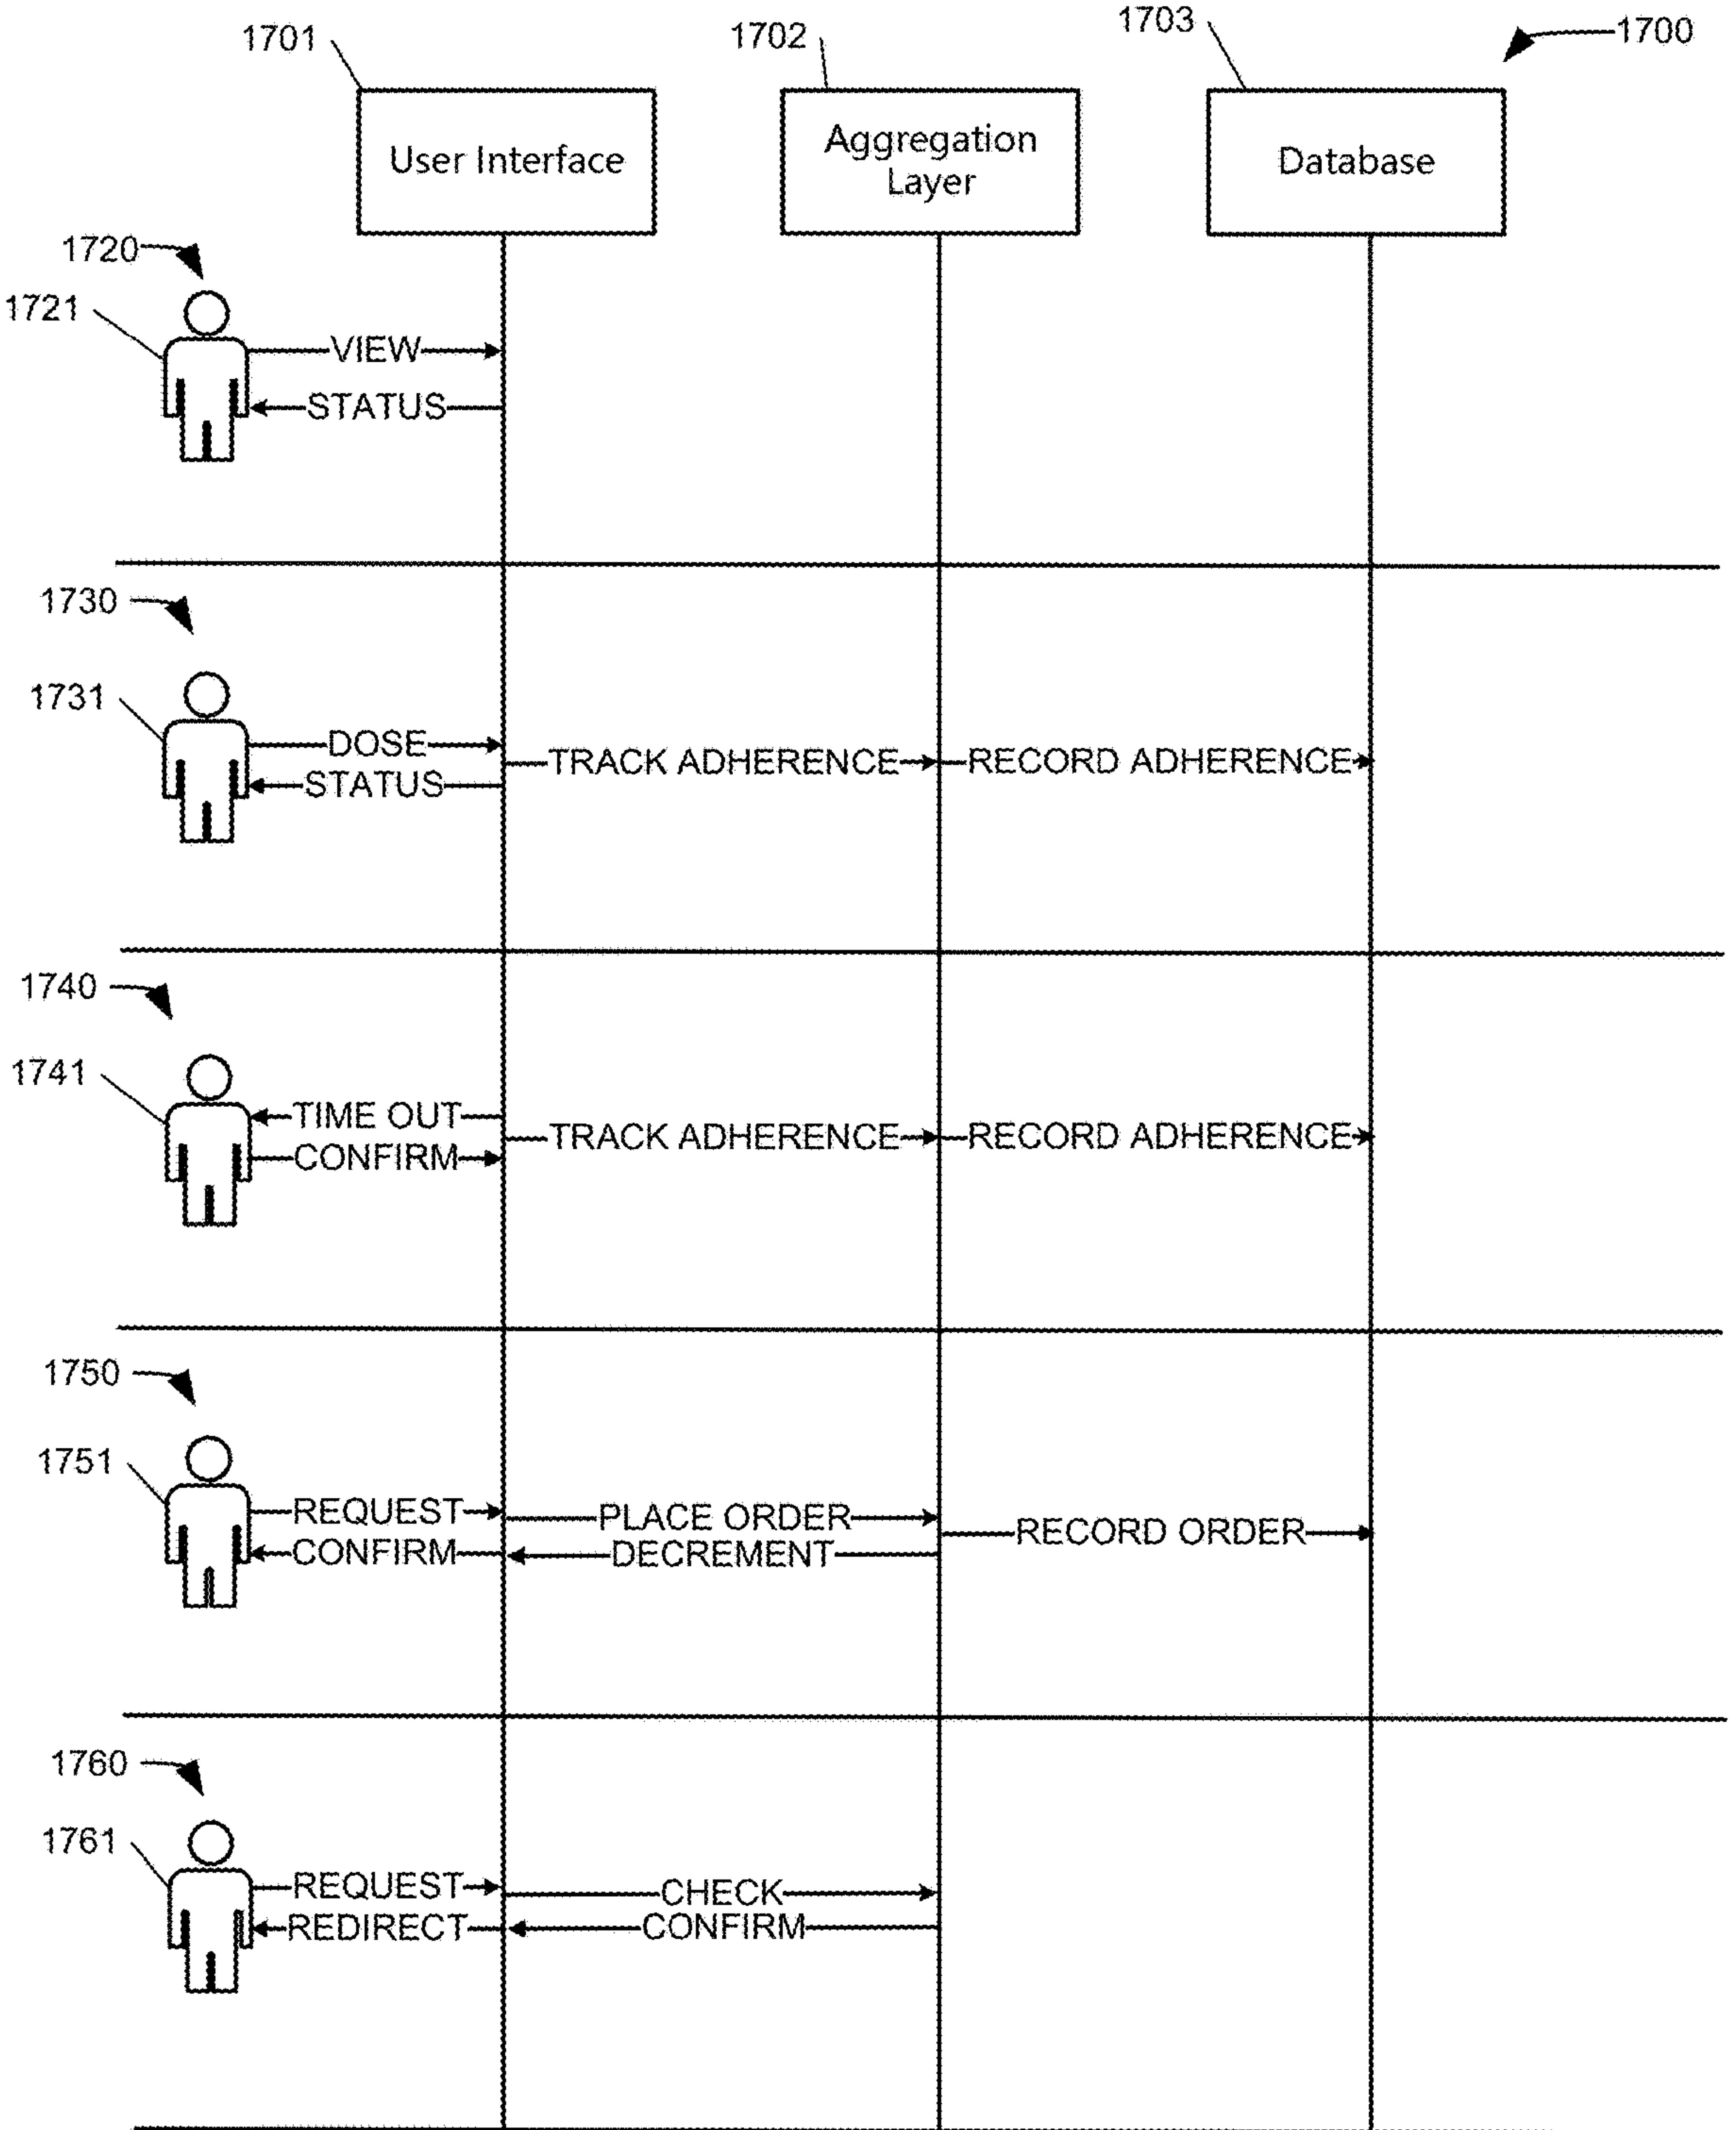 1701
1702
1703
1700
User Interface
Aggregation
Layer
Database
1720
1721
VIEW
STATUS
1730
1731
DOSE
STATUS
TRACK ADHERENCE
RECORD ADHERENCE
1740
1741
TIME OUT
CONFIRM
TRACK ADHERENCE
RECORD ADHERENCE
1750
1751
REQUEST
CONFIRM
PLACE ORDER
DECREMENT
RECORD ORDER
1760
1761
REQUEST
REDIRECT
CHECK
CONFIRM